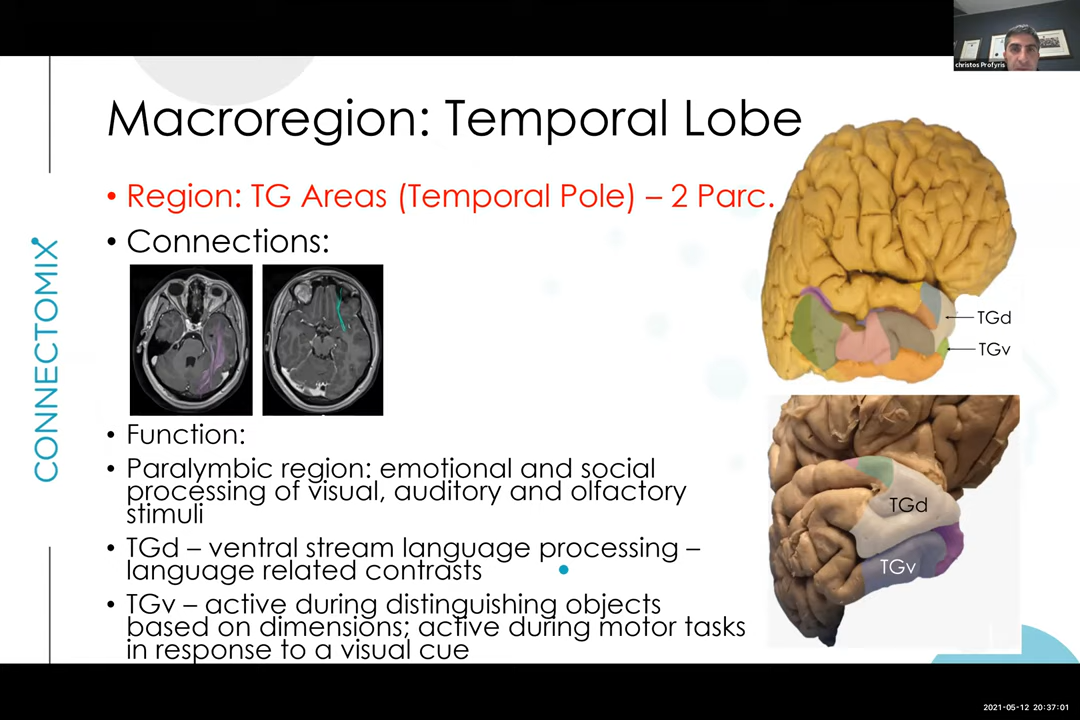 christos Profyris
Macroregion: Temporal Lobe
• Region: TG Areas (Temporal Pole) – 2 Parc.
• Connections:
CONNECTOMIX
TGd
TGv
• Function:
• Paralymbic region: emotional and social
processing of visual, auditory and olfactory
stimuli
• TGd – ventral stream language processing –
language related contrasts
• TGv – active during distinguishing objects
based on dimensions; active during motor tasks
in response to a visual cue
TGd
TGv
2021-05-12 20:37:01